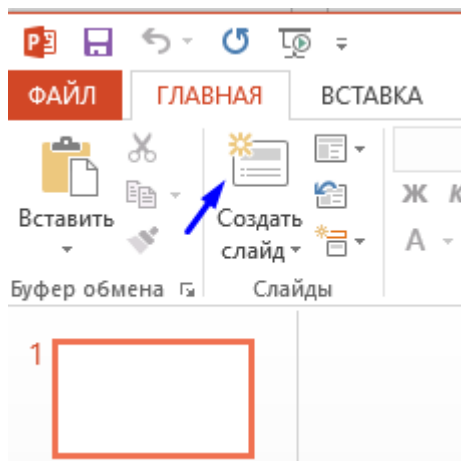 ФАЙЛ ГЛАВНАЯ ВСТАВКА
Вставить
Создать
слайд
Ж К
А
Буфер обмена Слайды
1